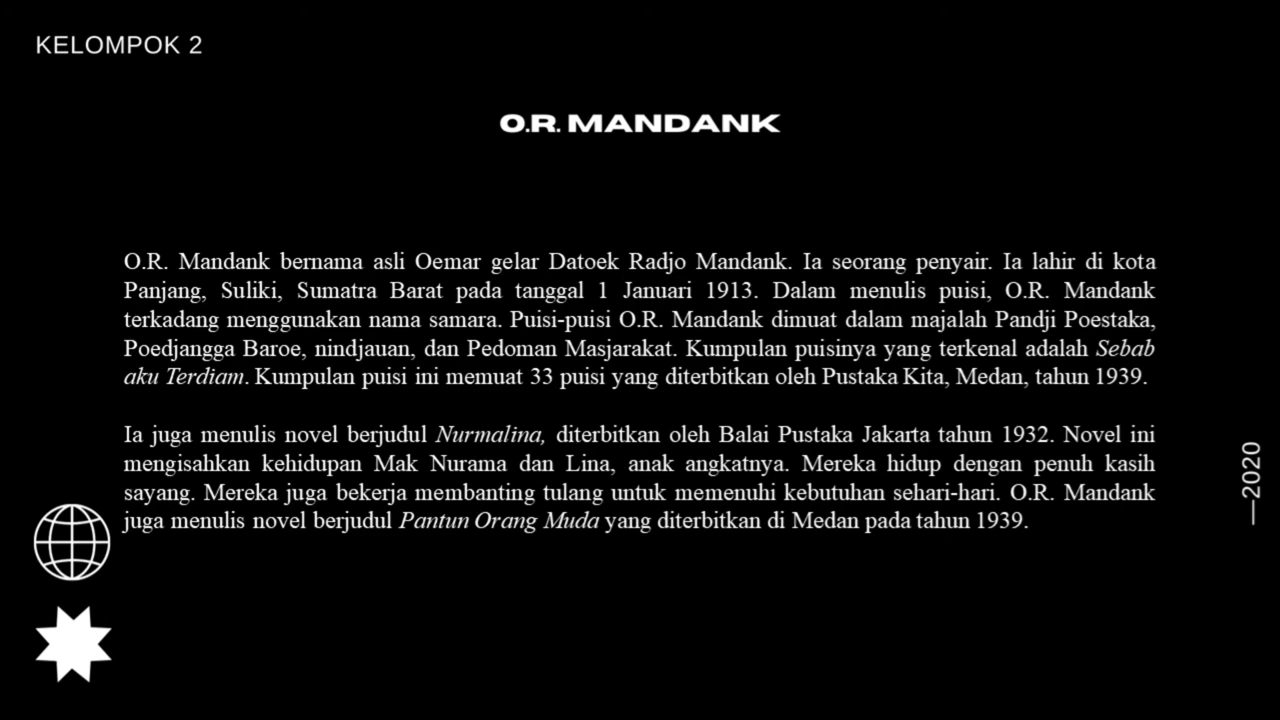 KELOMPOK 2
O.R. MANDANK
O.R. Mandank bernama asli Oemar gelar Datoek Radjo Mandank. Ia seorang penyair. Ia lahir di kota
Panjang, Suliki, Sumatra Barat pada tanggal 1 Januari 1913. Dalam menulis puisi, O.R. Mandank
terkadang menggunakan nama samara. Puisi-puisi O.R. Mandank dimuat dalam majalah Pandji Poestaka,
Poedjangga Baroe, nindjauan, dan Pedoman Masjarakat. Kumpulan puisinya yang terkenal adalah Sebab
aku Terdiam. Kumpulan puisi ini memuat 33 puisi yang diterbitkan oleh Pustaka Kita, Medan, tahun 1939.
Ia juga menulis novel berjudul Nurmalina, diterbitkan oleh Balai Pustaka Jakarta tahun 1932. Novel ini
mengisahkan kehidupan Mak Nurama dan Lina, anak angkatnya. Mereka hidup dengan penuh kasih
sayang. Mereka juga bekerja membanting tulang untuk memenuhi kebutuhan sehari-hari. O.R. Mandank
juga menulis novel berjudul Pantun Orang Muda yang diterbitkan di Medan pada tahun 1939.
—2020